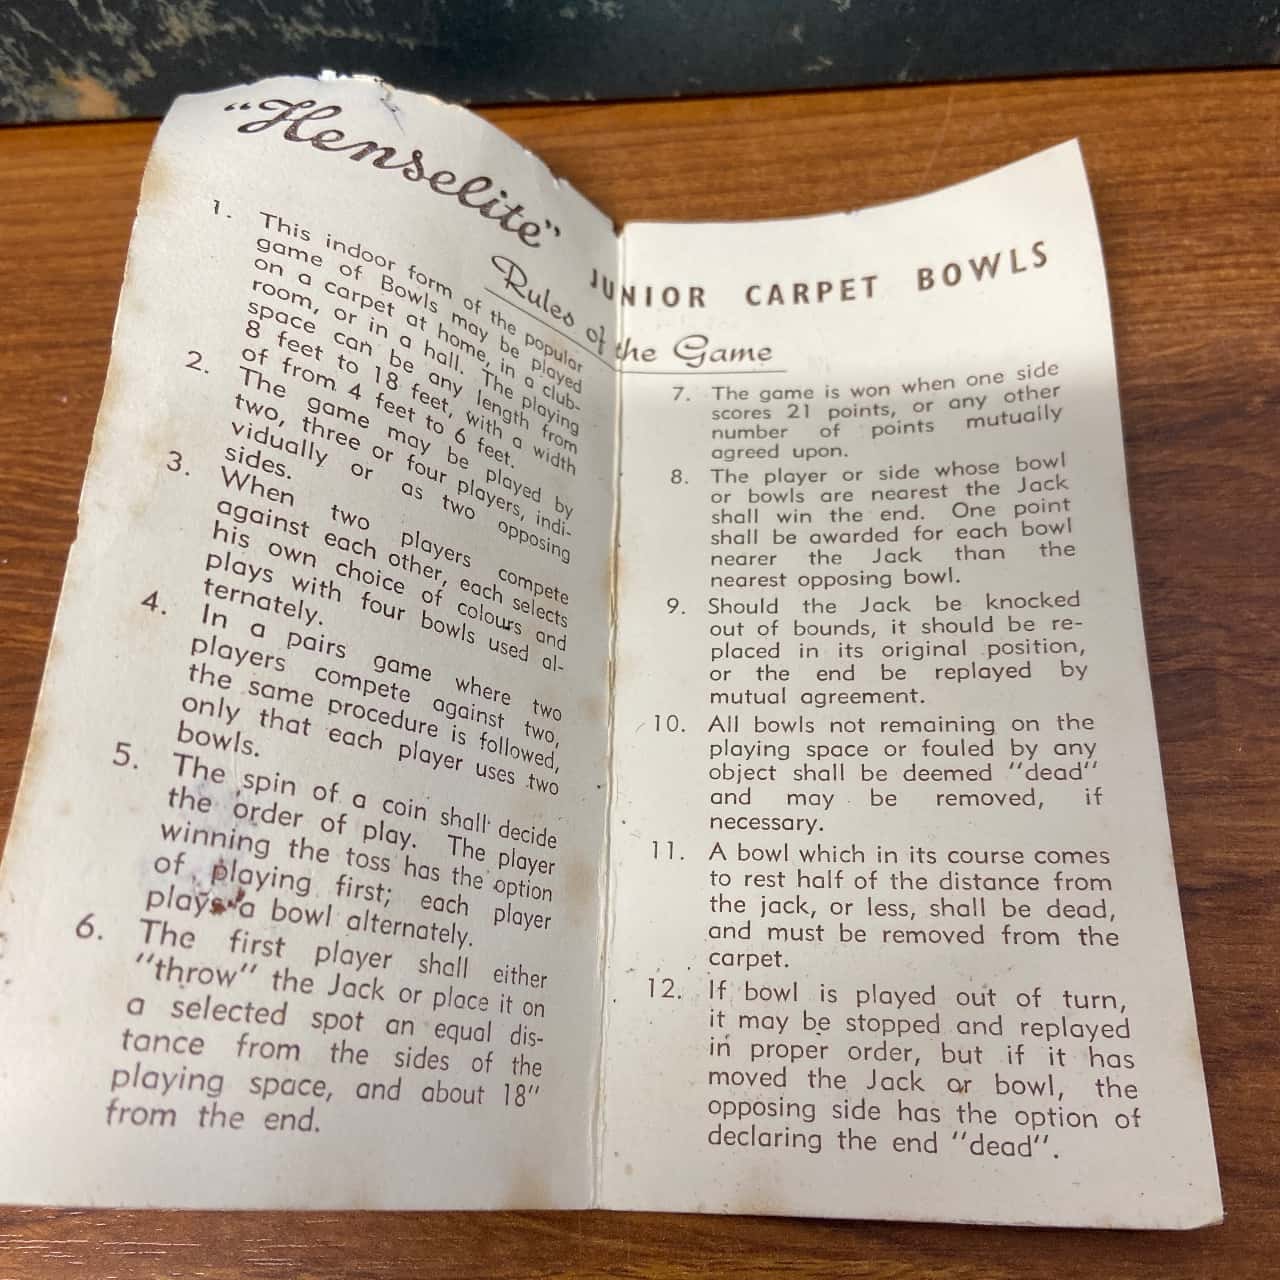 "Henselite" JUNIOR CARPET BOWLS
Rules of the Game
1. This indoor form of the popular
game of Bowls may be played
on a carpet at home, in a club-
room, or in a hall. The playing
space can be any length from
8 feet to 18 feet, with a width
of from 4 feet to 6 feet.
2. The game may be played by
two, three or four players, indi-
vidually or as two opposing
sides.
3. When two players compete
against each other, each selects
his own choice of colours and
plays with four bowls used al-
ternately.
4. In a pairs game where two
players compete against two,
the same procedure is followed,
only that each player uses two
bowls.
5. The spin of a coin shall decide
the order of play. The player
winning the toss has the option
of playing first; each player
plays a bowl alternately.
6. The first player shall either
"throw" the Jack or place it on
a selected spot an equal dis-
tance from the sides of the
playing space, and about 18"
from the end.
7. The game is won when one side
scores 21 points, or any other
number of points mutually
agreed upon.
8. The player or side whose bowl
or bowls are nearest the Jack
shall win the end. One point
shall be awarded for each bowl
nearer the Jack than the
nearest opposing bowl.
9. Should the Jack be knocked
out of bounds, it should be re-
placed in its original position,
or the end be replayed by
mutual agreement.
10. All bowls not remaining on the
playing space or fouled by any
object shall be deemed "dead"
and may be removed, if
necessary.
11. A bowl which in its course comes
to rest half of the distance from
the jack, or less, shall be dead,
and must be removed from the
carpet.
12. If bowl is played out of turn,
it may be stopped and replayed
in proper order, but if it has
moved the Jack or bowl, the
opposing side has the option of
declaring the end "dead".